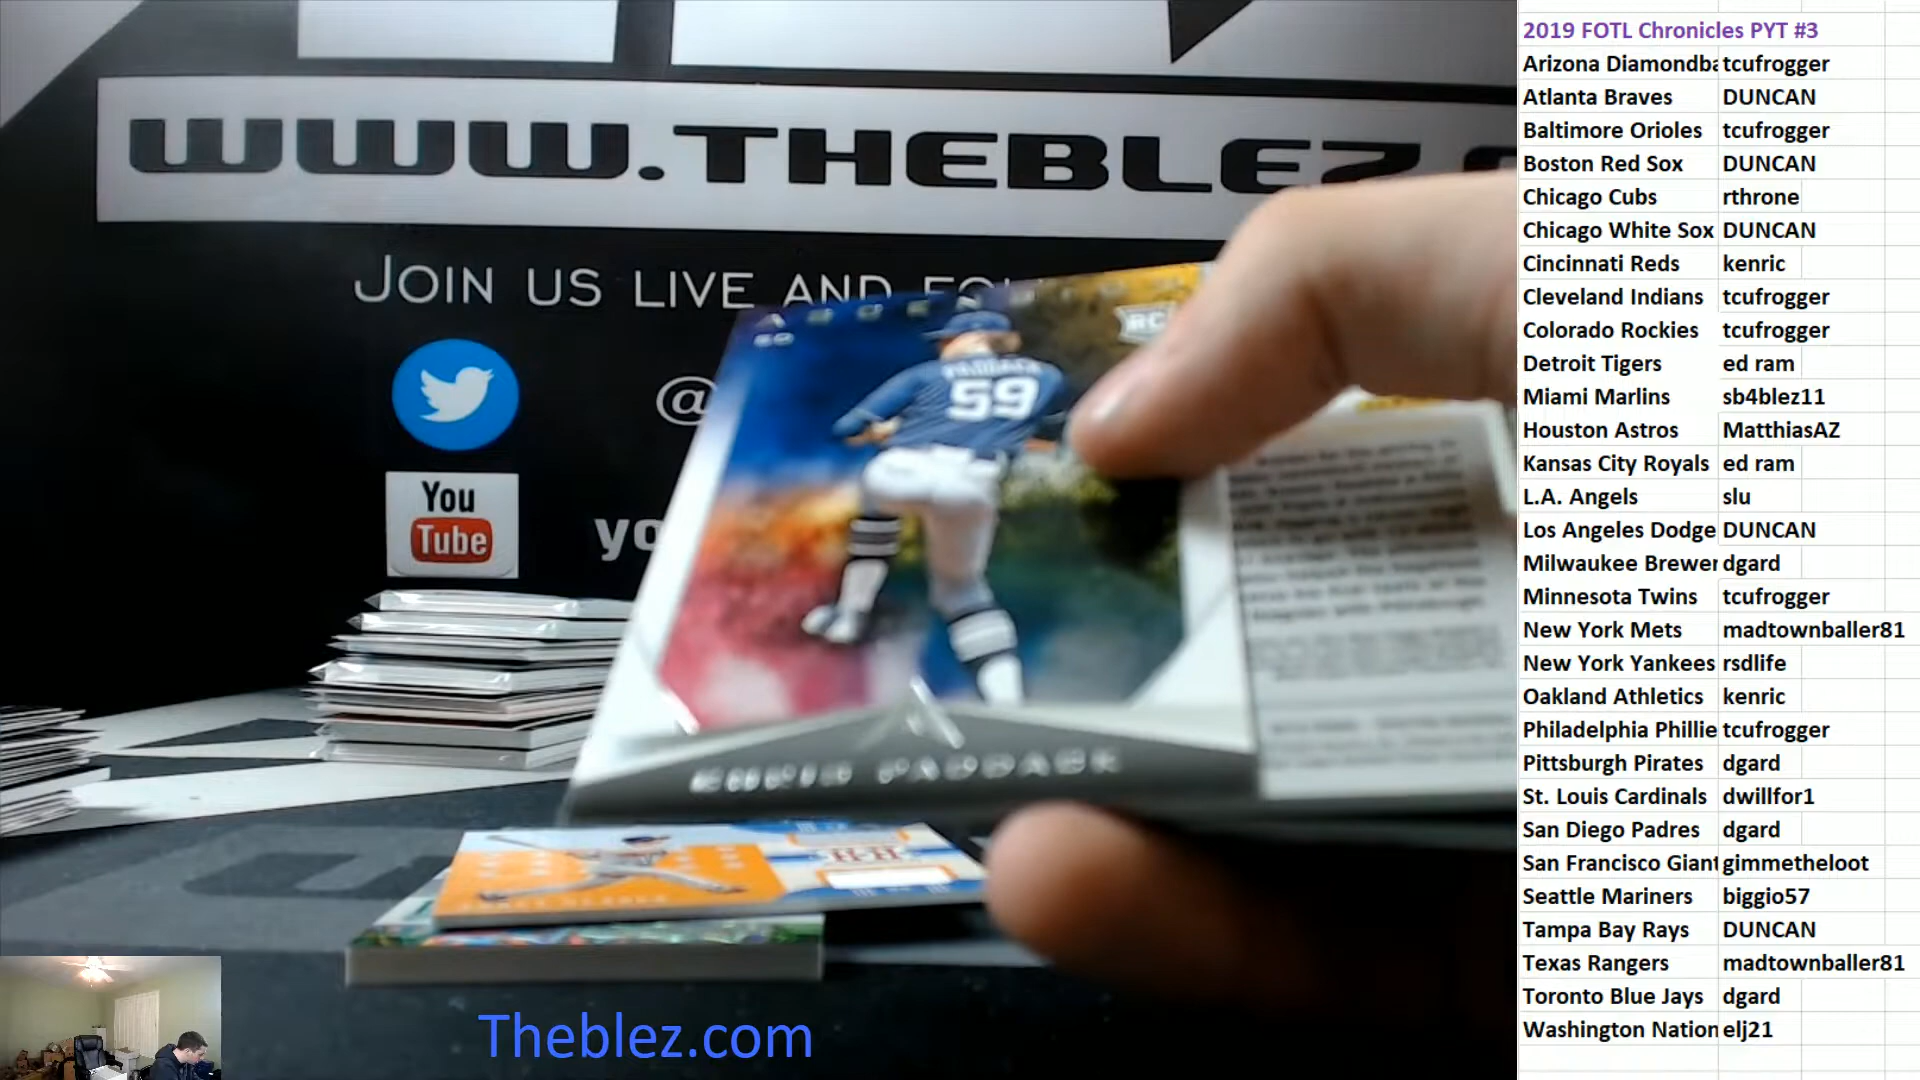 WWW.THEBLEZ
JOIN US LIVE AND
@
You
Tube
yo
RC
59
CHRIS PADDACK
Theblez.com
2019 FOTL Chronicles PYT #3
Arizona Diamondba tcufrogger
Atlanta Braves DUNCAN
Baltimore Orioles tcufrogger
Boston Red Sox DUNCAN
Chicago Cubs rthrone
Chicago White Sox DUNCAN
Cincinnati Reds kenric
Cleveland Indians tcufrogger
Colorado Rockies tcufrogger
Detroit Tigers ed ram
Miami Marlins sb4blez11
Houston Astros MatthiasAZ
Kansas City Royals ed ram
L.A. Angels slu
Los Angeles Dodge DUNCAN
Milwaukee Brewer dgard
Minnesota Twins tcufrogger
New York Mets madtownballer81
New York Yankees rsdlife
Oakland Athletics kenric
Philadelphia Phillie tcufrogger
Pittsburgh Pirates dgard
St. Louis Cardinals dwillfor1
San Diego Padres dgard
San Francisco Giant gimmetheloot
Seattle Mariners biggio57
Tampa Bay Rays DUNCAN
Texas Rangers madtownballer81
Toronto Blue Jays dgard
Washington Nation elj21